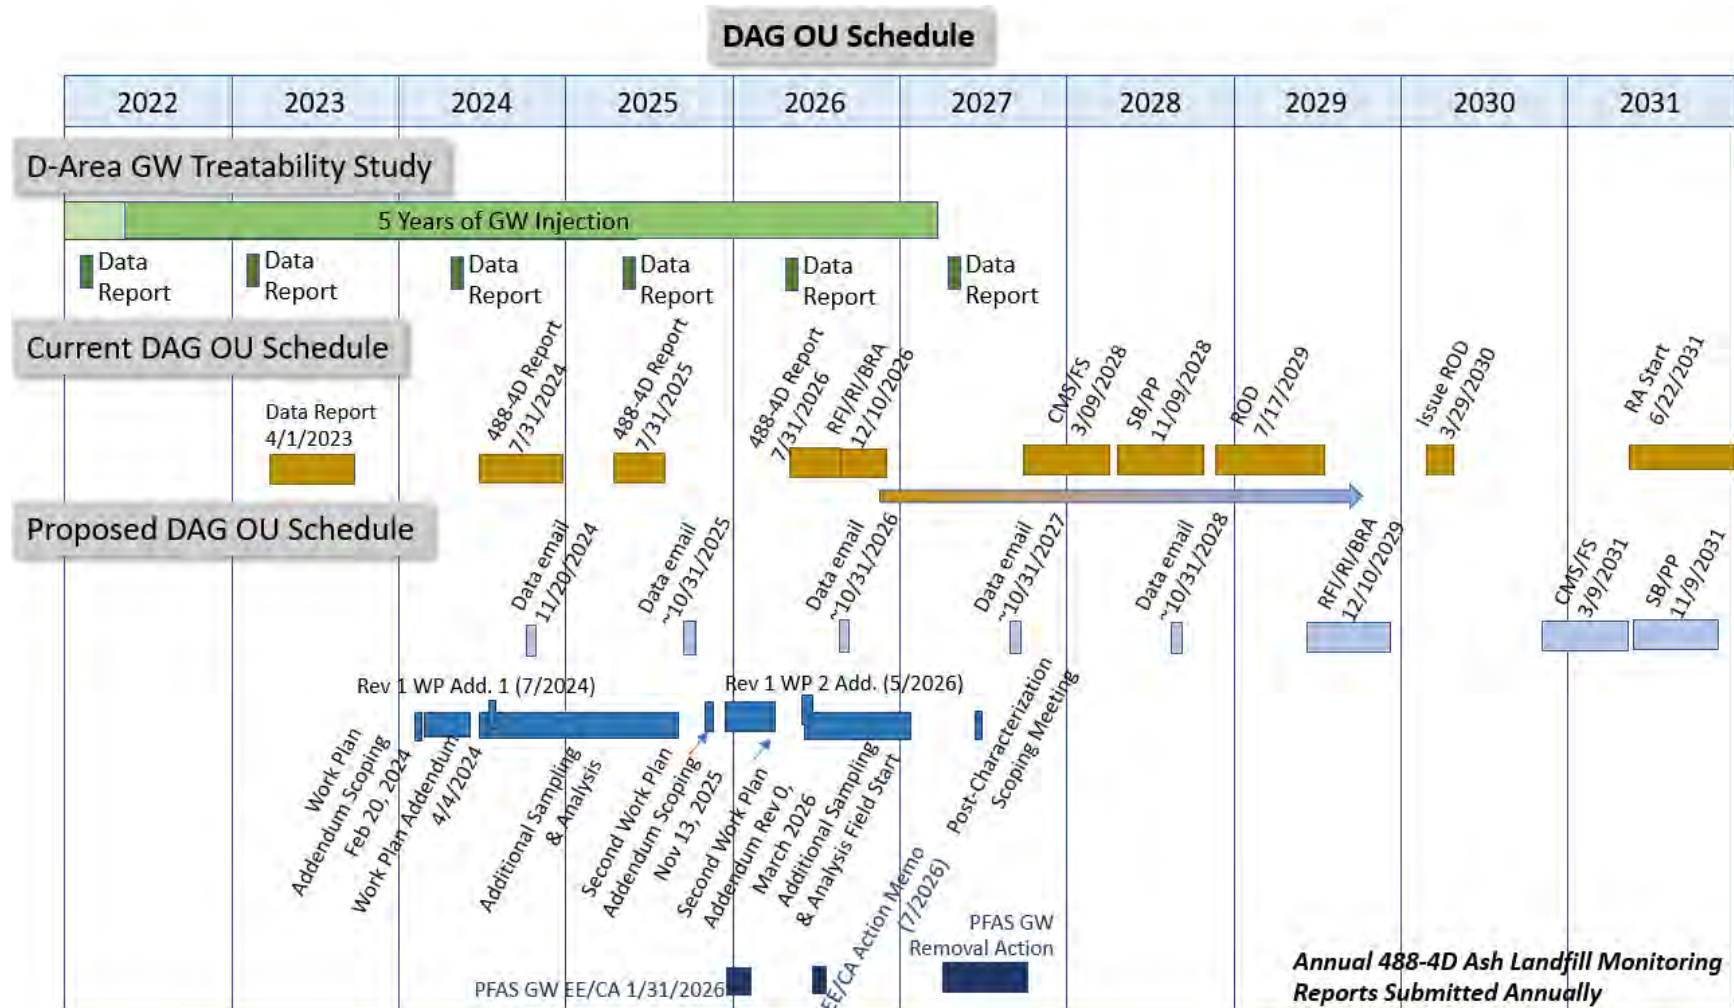 DAG OU Schedule
2022 2023 2024 2025 2026 2027 2028 2029 2030 2031
D-Area GW Treatability Study
5 Years of GW Injection
Data
Report
Data
Report
Data
Report
Data
Report
Data
Report
Data
Report
Current DAG OU Schedule
Data Report
4/1/2023
488-4D Report
7/31/2024
488-4D Report
7/31/2025
488-4D Report
7/31/2026
RFI/RI/BRA
12/10/2026
CMS/FS
3/09/2028
SB/PP
11/09/2028
ROD
7/17/2029
Issue ROD
3/29/2030
RA Start
6/22/2031
Proposed DAG OU Schedule
Data email
11/20/2024
Data email
~10/31/2025
Data email
~10/31/2026
Data email
~10/31/2027
Data email
~10/31/2028
RFI/RI/BRA
12/10/2029
CMS/FS
3/9/2031
SB/PP
11/9/2031
Rev 1 WP Add. 1 (7/2024)
Rev 1 WP 2 Add. (5/2026)
Work Plan
Addendum Scoping
Feb 20, 2024
Work Plan Addendum
4/4/2024
Additional Sampling
& Analysis
Second Work Plan
Addendum Scoping
Nov 13, 2025
Second Work Plan
Addendum Rev 0,
March 2026
Additional Sampling
& Analysis Field Start
Post-Characterization
Scoping Meeting
PFAS GW EE/CA 1/31/2026
EE/CA Action Memo
(7/2026)
PFAS GW
Removal Action
Annual 488-4D Ash Landfill Monitoring
Reports Submitted Annually